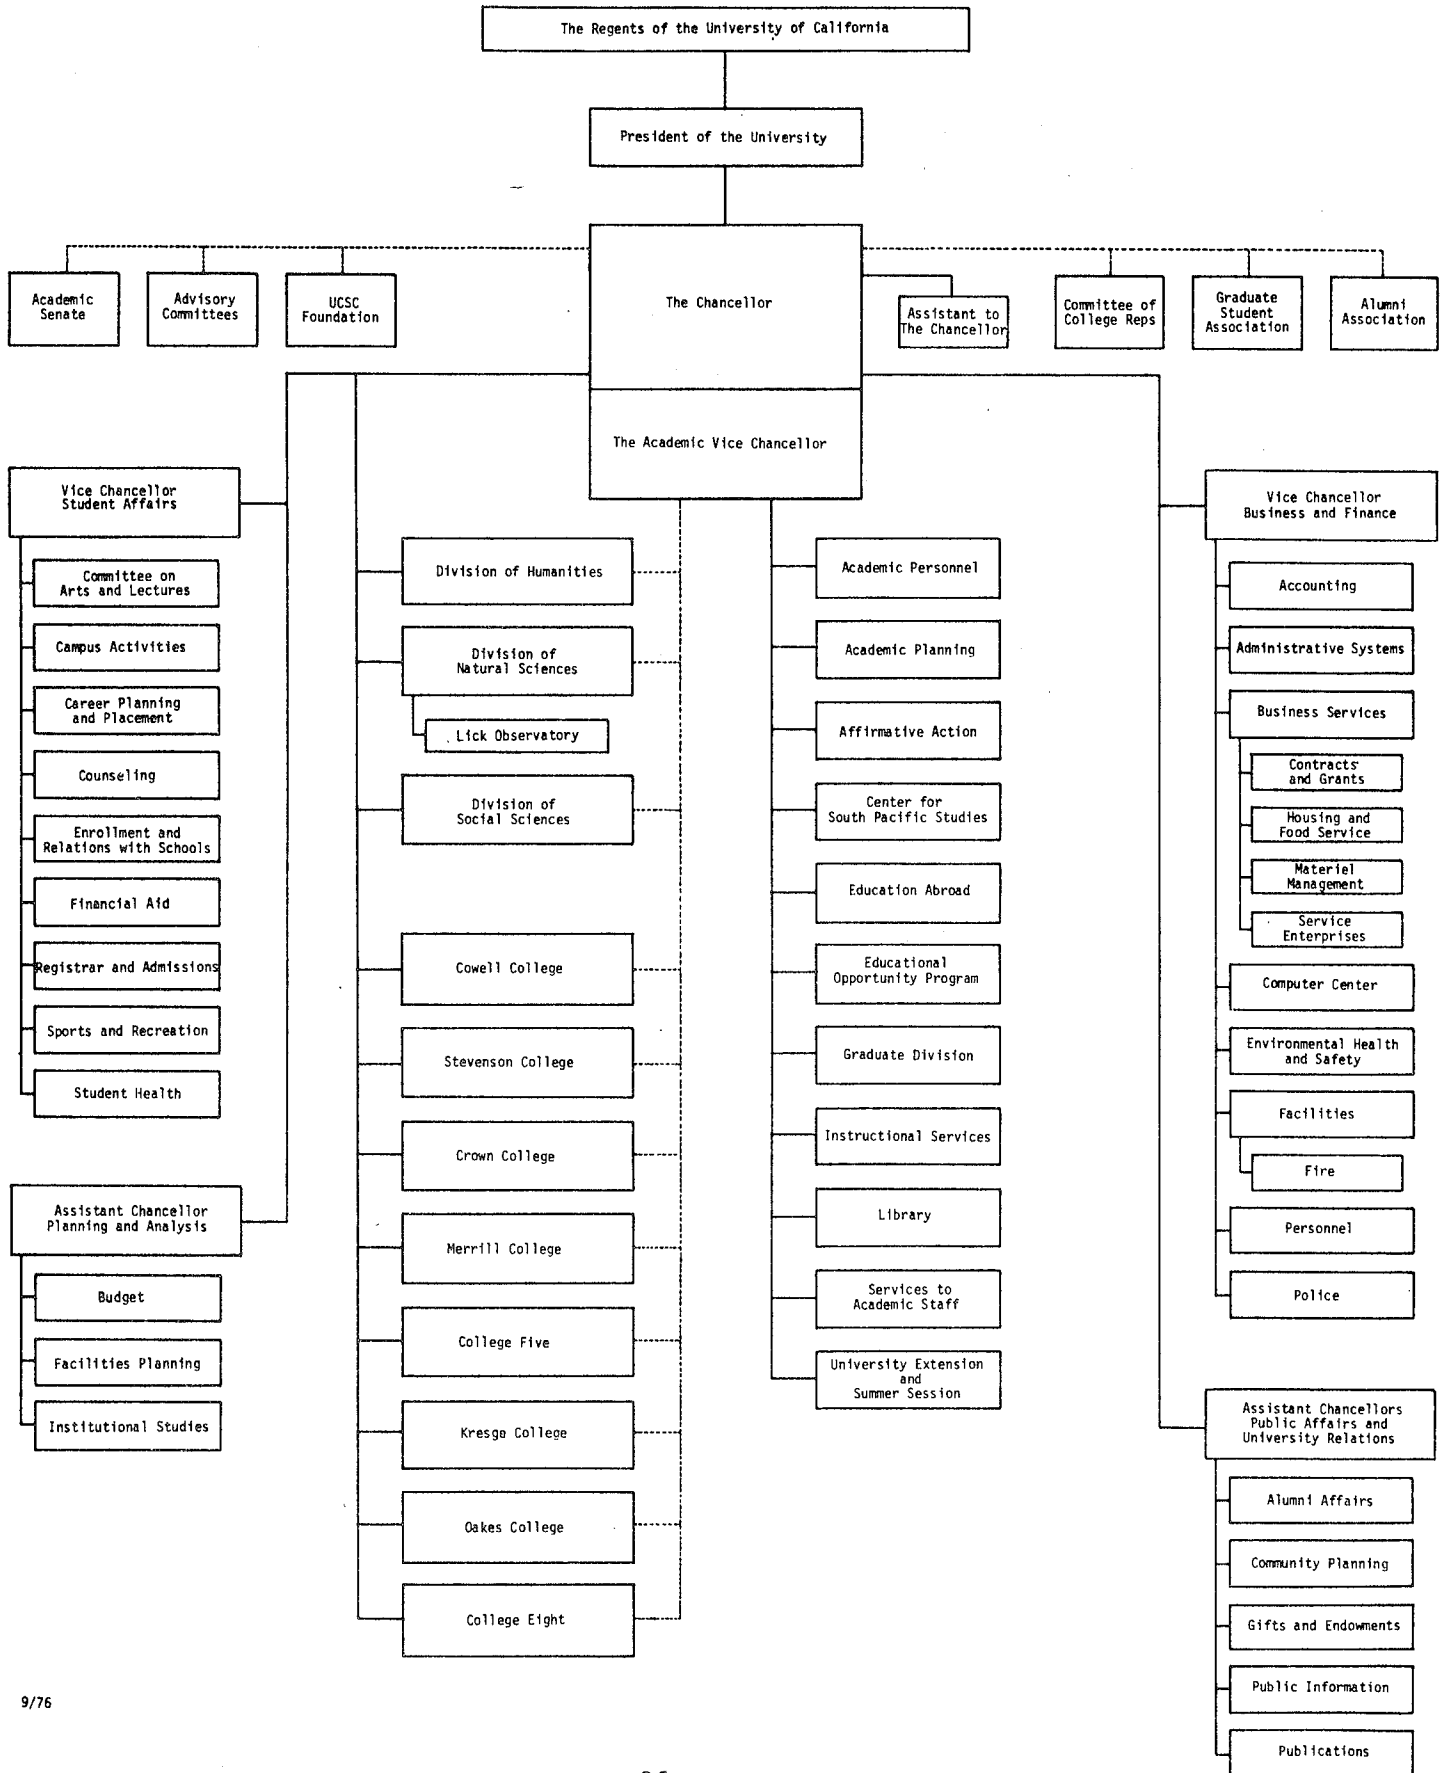 The Regents of the University of California
President of the University
The Chancellor
Academic
Senate
Advisory
Committees
UCSC
Foundation
Assistant to
The Chancellor
Committee of
College Reps
Graduate
Student
Association
Alumni
Association
The Academic Vice Chancellor
Vice Chancellor
Student Affairs
Committee on
Arts and Lectures
Campus Activities
Career Planning
and Placement
Counseling
Enrollment and
Relations with Schools
Financial Aid
Registrar and Admissions
Sports and Recreation
Student Health
Assistant Chancellor
Planning and Analysis
Budget
Facilities Planning
Institutional Studies
Division of Humanities
Division of
Natural Sciences
Lick Observatory
Division of
Social Sciences
Cowell College
Stevenson College
Crown College
Merrill College
College Five
Kresge College
Oakes College
College Eight
Academic Personnel
Academic Planning
Affirmative Action
Center for
South Pacific Studies
Education Abroad
Educational
Opportunity Program
Graduate Division
Instructional Services
Library
Services to
Academic Staff
University Extension
and
Summer Session
Vice Chancellor
Business and Finance
Accounting
Administrative Systems
Business Services
Contracts
and Grants
Housing and
Food Service
Materiel
Management
Service
Enterprises
Computer Center
Environmental Health
and Safety
Facilities
Fire
Personnel
Police
Assistant Chancellors
Public Affairs and
University Relations
Alumni Affairs
Community Planning
Gifts and Endowments
Public Information
Publications
9/76